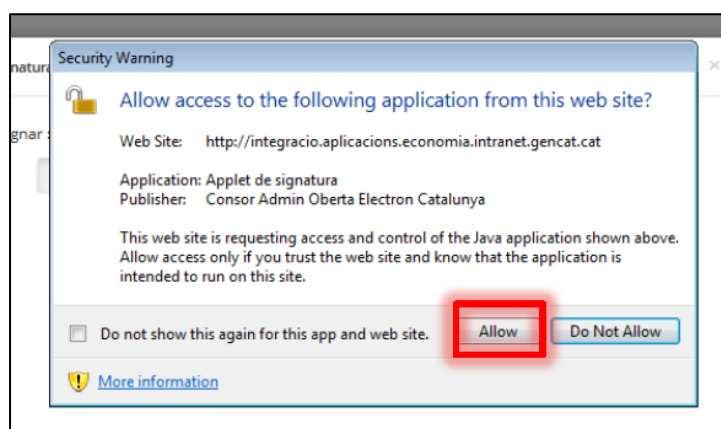 Security Warning
natura
Allow access to the following application from this web site?
gnar :
Web Site: http://integracio.aplicacions.economia.intranet.gencat.cat
Application: Applet de signatura
Publisher: Consor Admin Oberta Electron Catalunya
This web site is requesting access and control of the Java application shown above.
Allow access only if you trust the web site and know that the application is
intended to run on this site.
Do not show this again for this app and web site. Allow Do Not Allow
More information